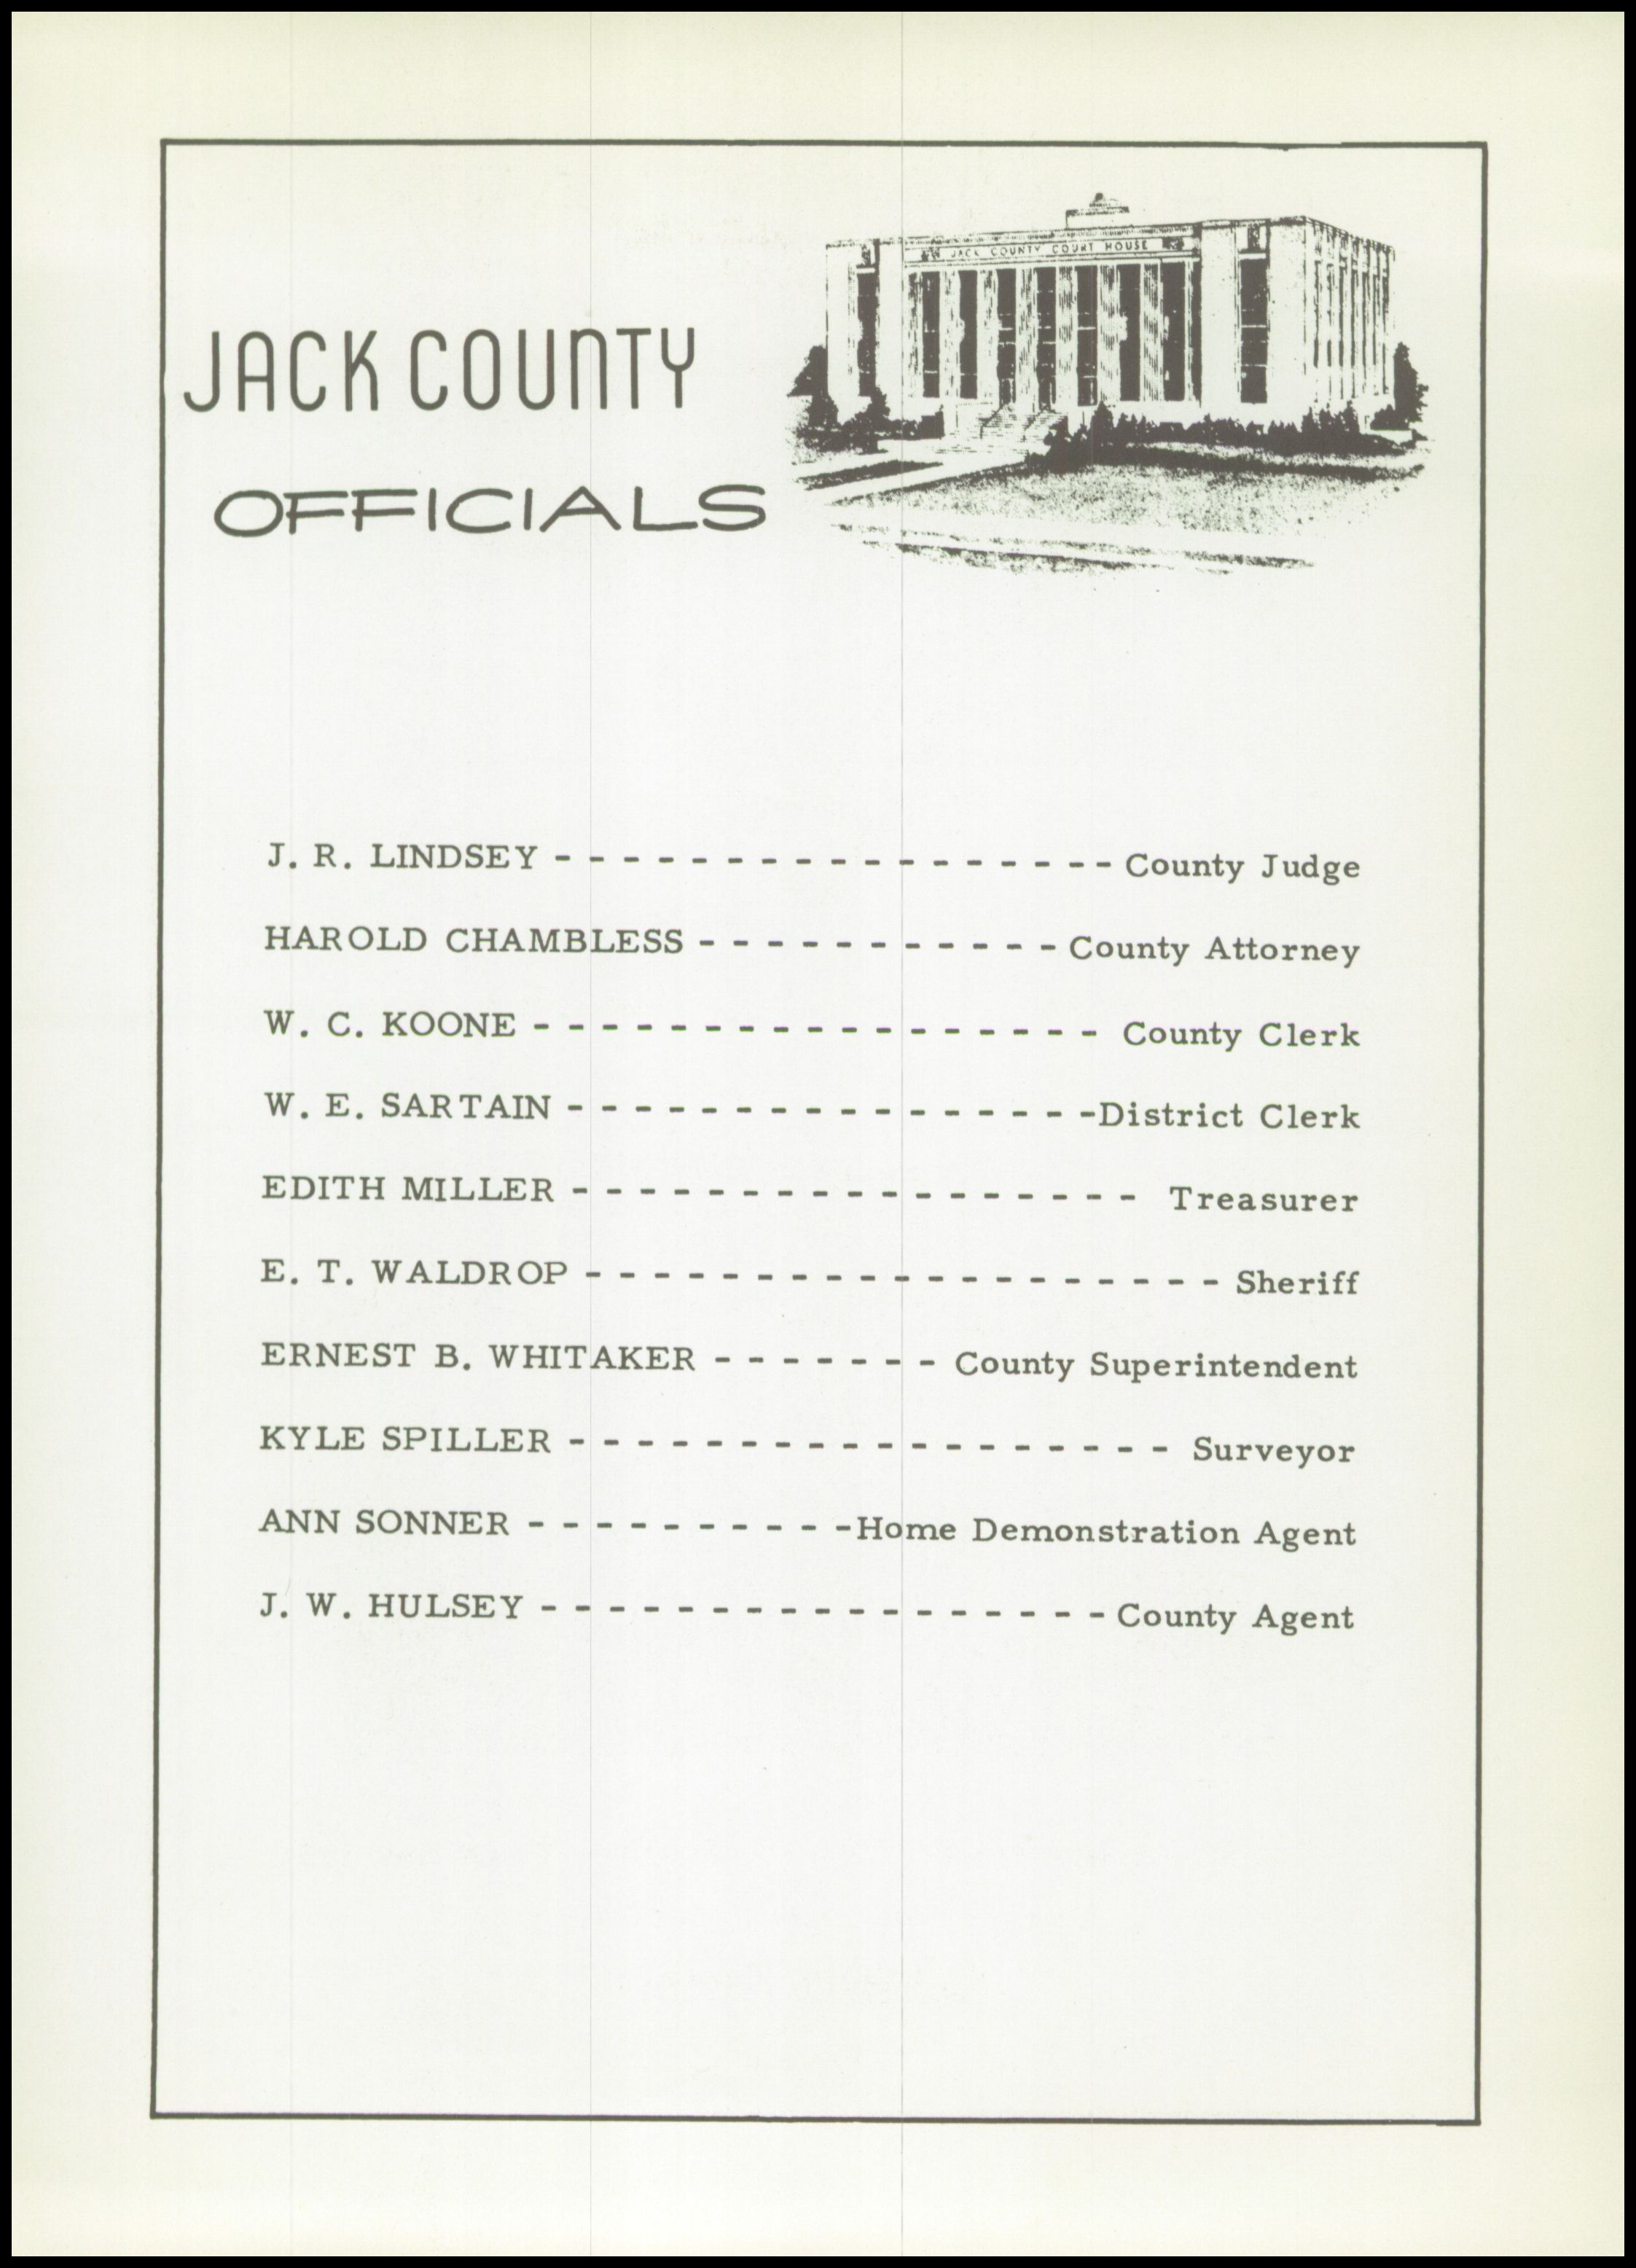 JACK COUNTY COURT HOUSE
JACK COUNTY
OFFICIALS
J. R. LINDSEY - - - - - - - - - - - - - - - - - County Judge
HAROLD CHAMBLESS - - - - - - - - - - - County Attorney
W. C. KOONE - - - - - - - - - - - - - - - - - County Clerk
W. E. SARTAIN - - - - - - - - - - - - - - - -District Clerk
EDITH MILLER - - - - - - - - - - - - - - - - - Treasurer
E. T. WALDROP - - - - - - - - - - - - - - - - - - - Sheriff
ERNEST B. WHITAKER - - - - - - - County Superintendent
KYLE SPILLER - - - - - - - - - - - - - - - - - - Surveyor
ANN SONNER - - - - - - - - - -Home Demonstration Agent
J. W. HULSEY - - - - - - - - - - - - - - - - - County Agent